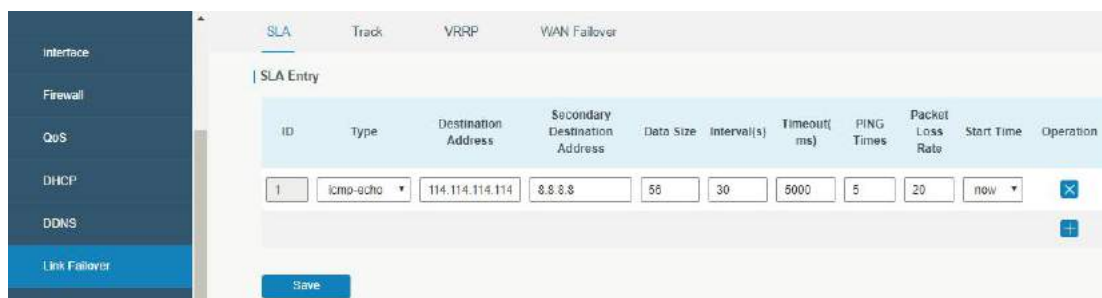 Interface
Firewall
QoS
DHCP
DDNS
Link Failover
SLA Track VRRP WAN Failover
SLA Entry
ID Type Destination Address Secondary Destination Address Data Size Interval(s) Timeout(ms) PING Times Packet Loss Rate Start Time Operation
1 icmp-echo 114.114.114.114 8.8.8.8 56 30 5000 5 20 now
Save